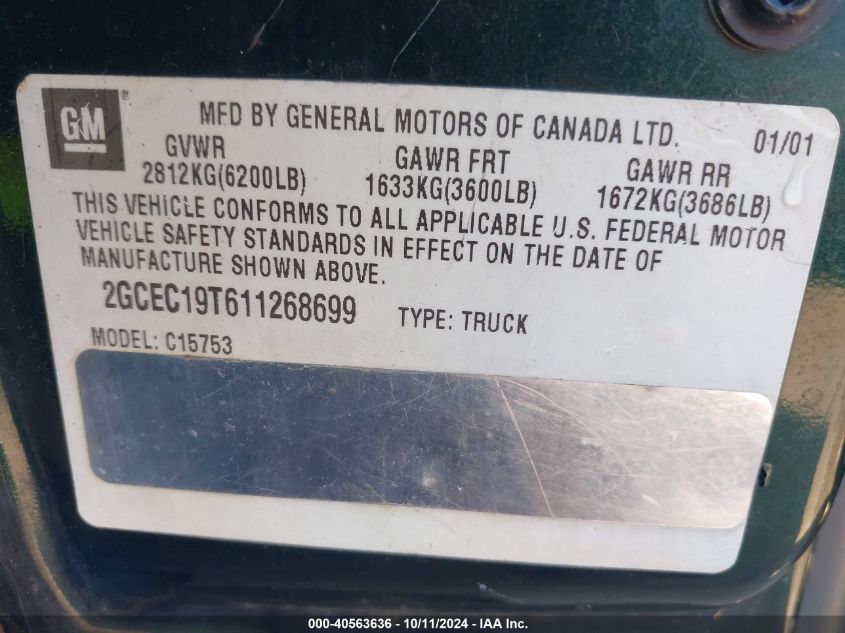 GM®
MFD BY GENERAL MOTORS OF CANADA LTD. 01/01
GVWR GAWR FRT GAWR RR
2812KG(6200LB) 1633KG(3600LB) 1672KG(3686LB)
THIS VEHICLE CONFORMS TO ALL APPLICABLE U.S. FEDERAL MOTOR
VEHICLE SAFETY STANDARDS IN EFFECT ON THE DATE OF
MANUFACTURE SHOWN ABOVE.
2GCEC19T611268699 TYPE: TRUCK
MODEL: C15753
000-40563636 - 10/11/2024 - IAA Inc.